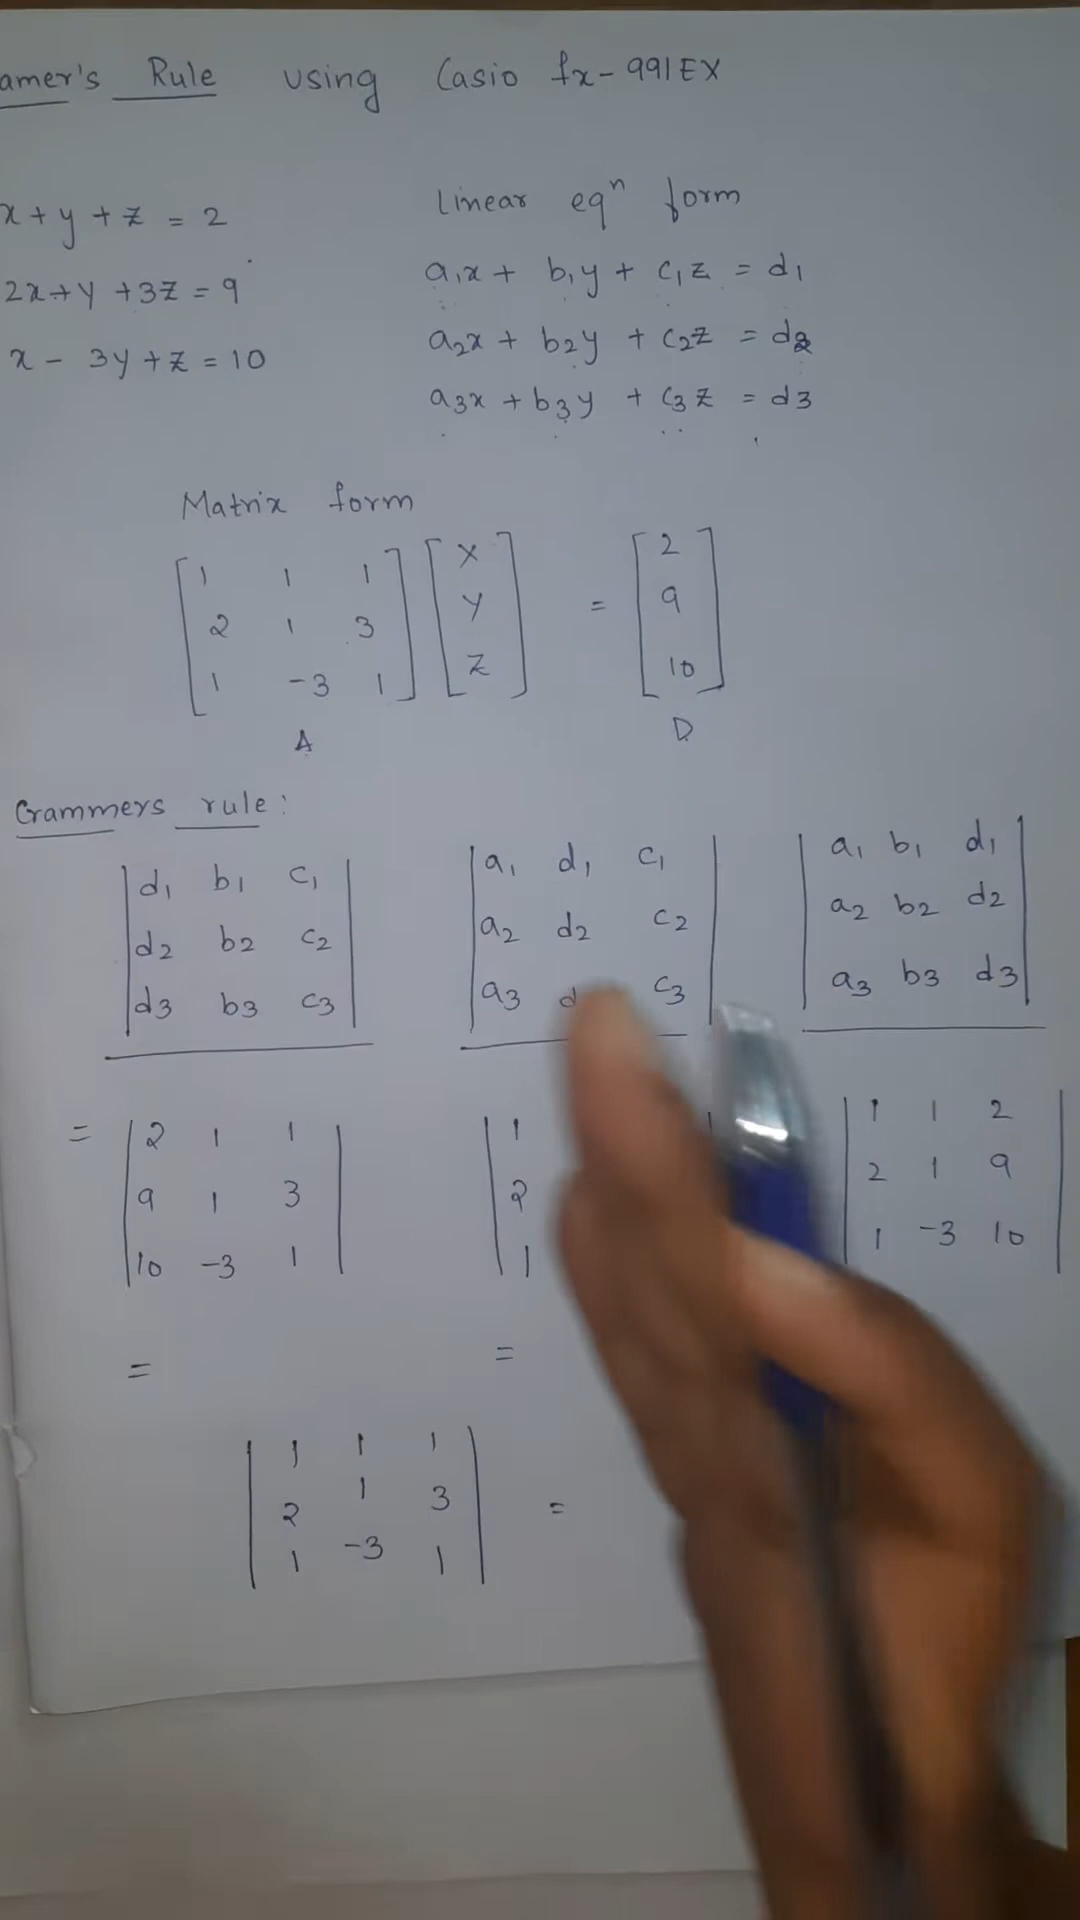 amer's Rule using Casio fx-991EX
x + y + z = 2
2x + y + 3z = 9
x - 3y + z = 10
Linear eqⁿ form
a1x + b1y + c1z = d1
a2x + b2y + c2z = d2
a3x + b3y + c3z = d3
Matrix form
1 1 1 x = 2
2 1 3 y 9
1 -3 1 z 10
A D
Crammers rule:
d1 b1 c1 a1 d1 c1 a1 b1 d1
d2 b2 c2 a2 d2 c2 a2 b2 d2
d3 b3 c3 a3 d c3 a3 b3 d3
= 2 1 1 1 1 1 2
9 1 3 2 2 1 9
10 -3 1 1 1 -3 10
= =
1 1 1
2 1 3 =
1 -3 1